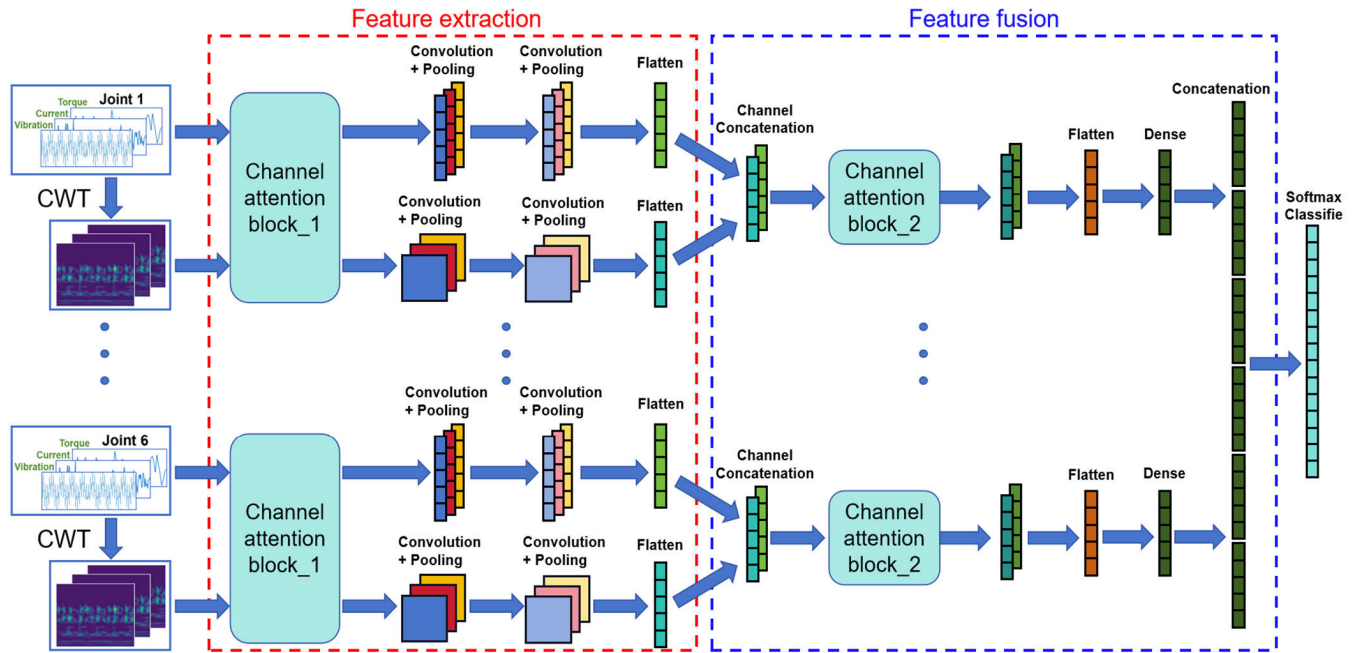 Feature extraction
Feature fusion
Convolution
+ Pooling
Convolution
+ Pooling
Flatten
Torque
Joint 1
Current
Vibration
Channel
attention
block_1
Channel
Concatenation
Channel
attention
block_2
Flatten
Dense
Concatenation
Softmax
Classifie
CWT
Convolution
+ Pooling
Convolution
+ Pooling
Flatten
Convolution
+ Pooling
Convolution
+ Pooling
Flatten
Torque
Joint 6
Current
Vibration
Channel
attention
block_1
Channel
Concatenation
Channel
attention
block_2
Flatten
Dense
CWT
Convolution
+ Pooling
Convolution
+ Pooling
Flatten